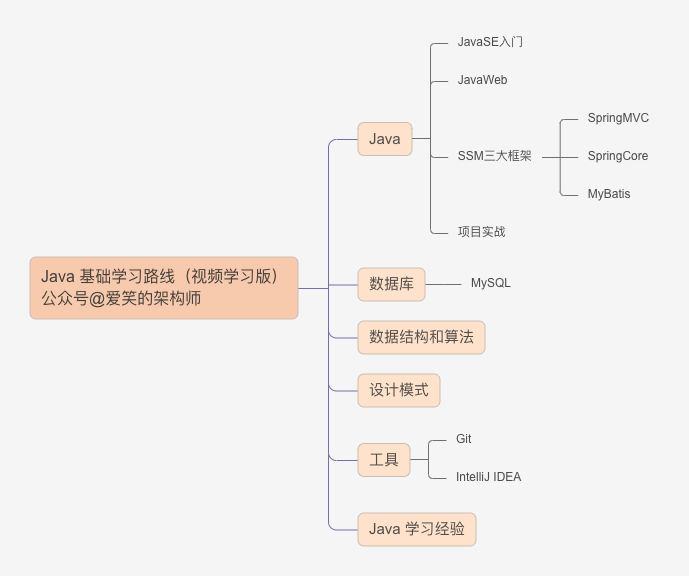 Java 基础学习路线（视频学习版）
公众号@爱笑的架构师
Java
JavaSE入门
JavaWeb
SSM三大框架
SpringMVC
SpringCore
MyBatis
项目实战
数据库
MySQL
数据结构和算法
设计模式
工具
Git
IntelliJ IDEA
Java 学习经验